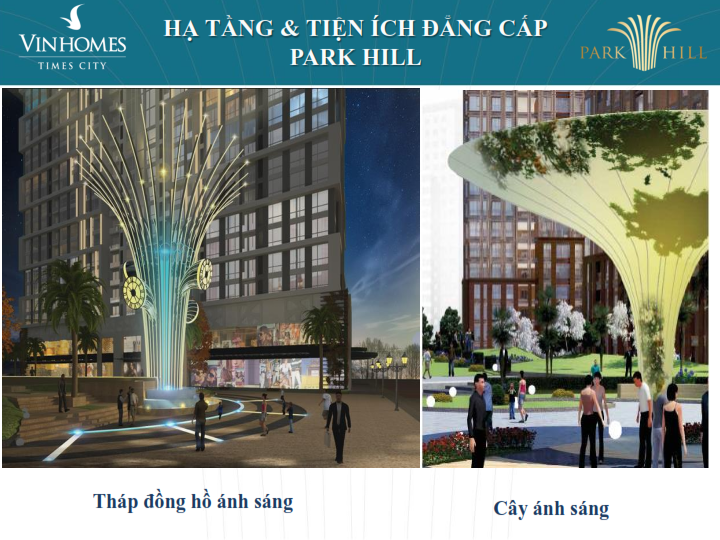 VINHOMES
TIMES CITY
HẠ TẦNG & TIỆN ÍCH ĐẲNG CẤP
PARK HILL
PARK HILL
Tháp đồng hồ ánh sáng
Cây ánh sáng